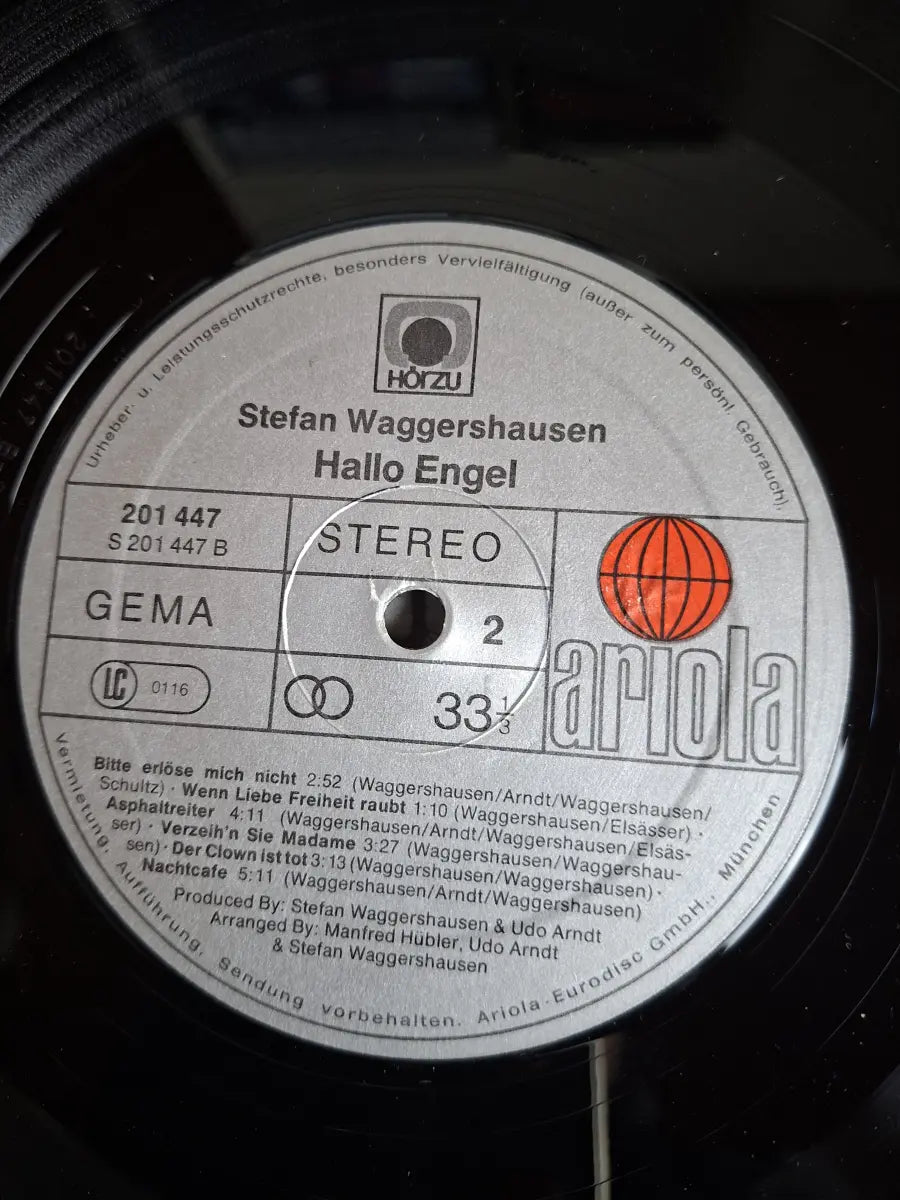 Urheber- u. Leistungsschutzrechte, besonders Vervielfältigung (außer zum persönl. Gebrauch),
HÖRZU
Stefan Waggershausen
Hallo Engel
201 447
S 201 447 B
STEREO
GEMA
2
LC 0116
33 1/3
ariola
Bitte erlöse mich nicht 2:52 (Waggershausen/Arndt/Waggershausen/
Schultz) · Wenn Liebe Freiheit raubt 1:10 (Waggershausen/Elsässer) ·
Asphaltreiter 4:11 (Waggershausen/Arndt/Waggershausen/Elsäs-
ser) · Verzeih'n Sie Madame 3:27 (Waggershausen/Waggershau-
sen) · Der Clown ist tot 3:13 (Waggershausen/Waggershausen) ·
Nachtcafe 5:11 (Waggershausen/Arndt/Waggershausen)
Produced By: Stefan Waggershausen & Udo Arndt
Arranged By: Manfred Hübler, Udo Arndt
& Stefan Waggershausen
Vermietung, Aufführung, Sendung vorbehalten. Ariola-Eurodisc GmbH., München